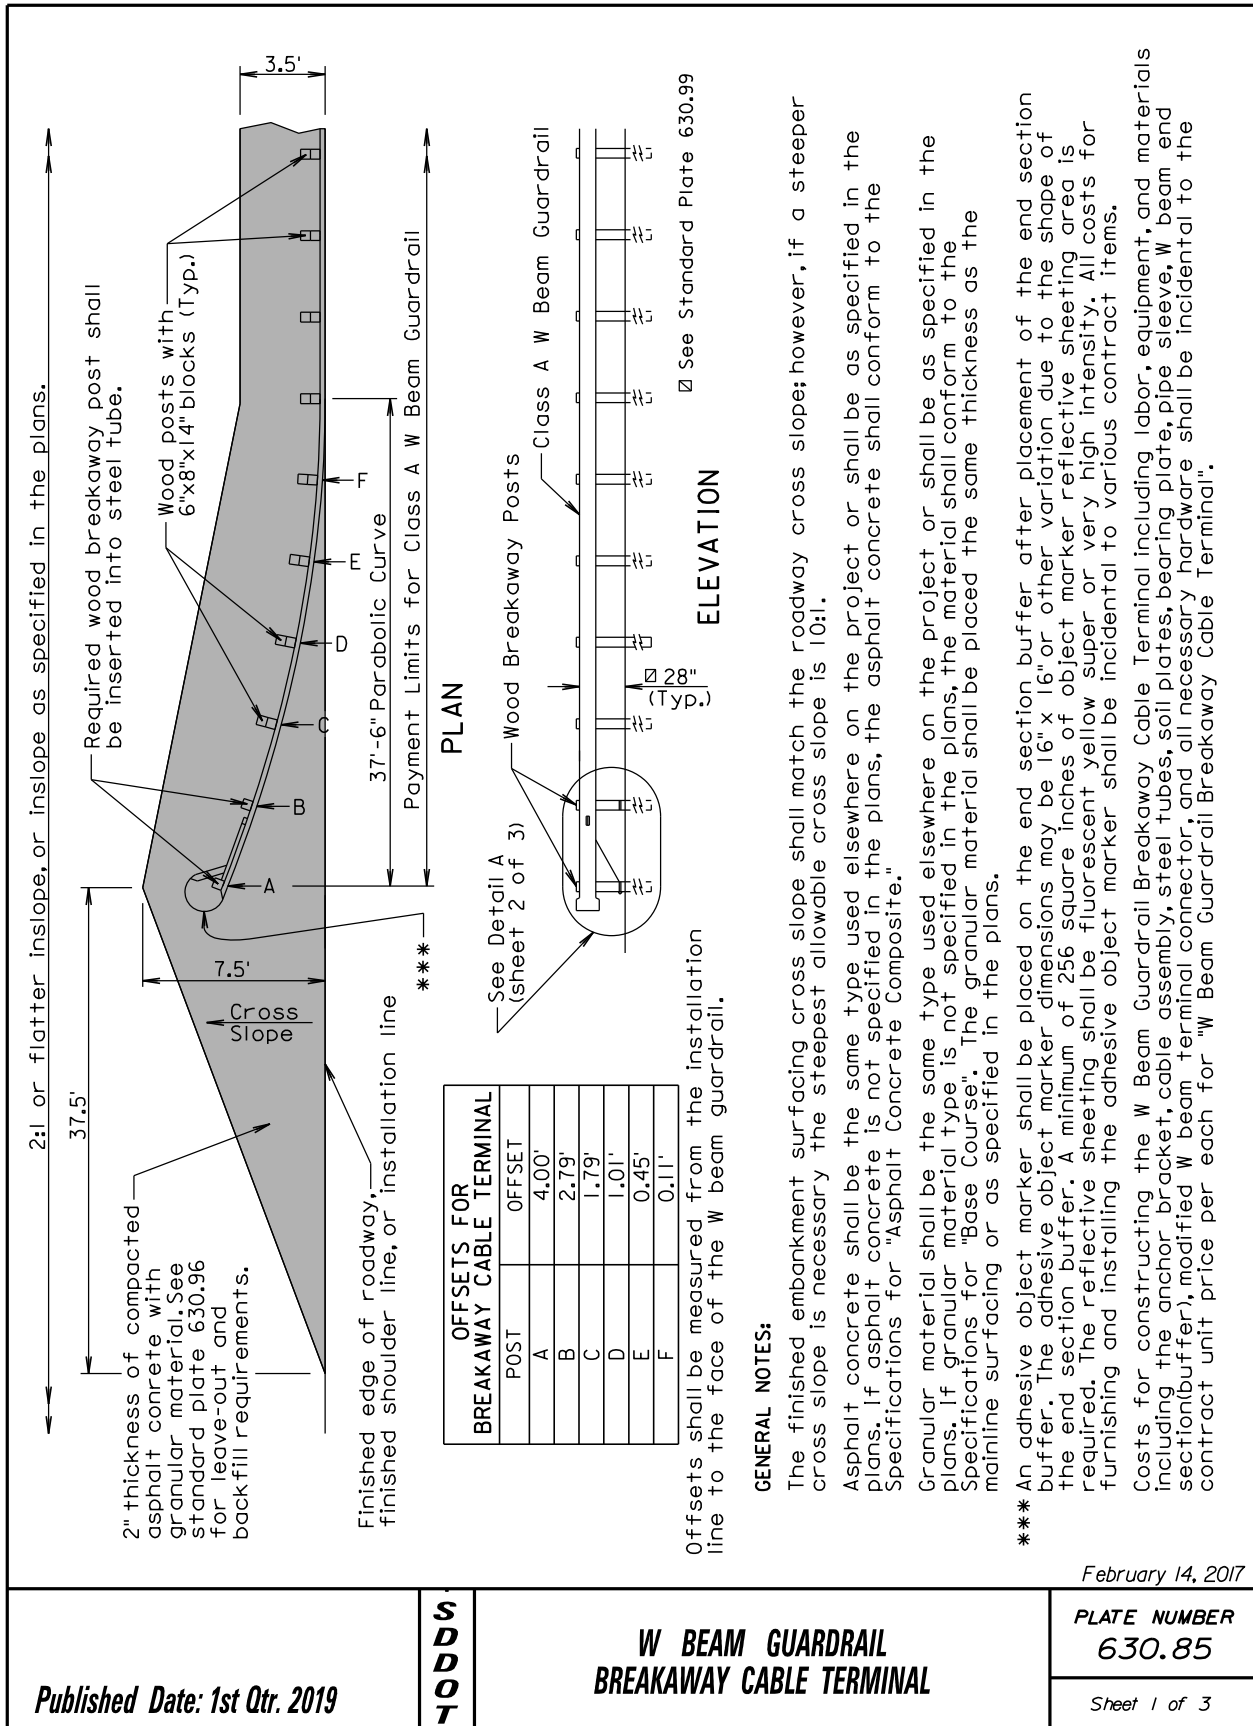 2:1 or flatter inslope, or inslope as specified in the plans.
37.5'
3.5'
Required wood breakaway post shall
be inserted into steel tube.
Wood posts with
6"x8"x14" blocks (Typ.)
2" thickness of compacted
asphalt conrete with
granular material. See
standard plate 630.96
for leave-out and
backfill requirements.
7.5'
Cross
Slope
A
B
C
D
E
F
37'-6" Parabolic Curve
Payment Limits for Class A W Beam Guardrail
***
Finished edge of roadway,
finished shoulder line, or installation line
PLAN
OFFSETS FOR
BREAKAWAY CABLE TERMINAL
POST OFFSET
A 4.00'
B 2.79'
C 1.79'
D 1.01'
E 0.45'
F 0.11'
Offsets shall be measured from the installation
line to the face of the W beam guardrail.
See Detail A
(sheet 2 of 3)
Wood Breakaway Posts
Class A W Beam Guardrail
28"
(Typ.)
See Standard Plate 630.99
ELEVATION
GENERAL NOTES:
The finished embankment surfacing cross slope shall match the roadway cross slope; however, if a steeper
cross slope is necessary the steepest allowable cross slope is 10:1.
Asphalt concrete shall be the same type used elsewhere on the project or shall be as specified in the
plans. If asphalt concrete is not specified in the plans, the asphalt concrete shall conform to the
Specifications for "Asphalt Concrete Composite."
Granular material shall be the same type used elsewhere on the project or shall be as specified in the
plans. If granular material type is not specified in the plans, the material shall conform to the
Specifications for "Base Course". The granular material shall be placed the same thickness as the
mainline surfacing or as specified in the plans.
*** An adhesive object marker shall be placed on the end section buffer after placement of the end section
buffer. The adhesive object marker dimensions may be 16" x 16" or other variation due to the shape of
the end section buffer. A minimum of 256 square inches of object marker reflective sheeting area is
required. The reflective sheeting shall be fluorescent yellow super or very high intensity. All costs for
furnishing and installing the adhesive object marker shall be incidental to various contract items.
Costs for constructing the W Beam Guardrail Breakaway Cable Terminal including labor, equipment, and materials
including the anchor bracket, cable assembly, steel tubes, soil plates, bearing plate, pipe sleeve, W beam end
section(buffer), modified W beam terminal connector, and all necessary hardware shall be incidental to the
contract unit price per each for "W Beam Guardrail Breakaway Cable Terminal".
February 14, 2017
Published Date: 1st Qtr. 2019
SDDOT
W BEAM GUARDRAIL
BREAKAWAY CABLE TERMINAL
PLATE NUMBER
630.85
Sheet 1 of 3